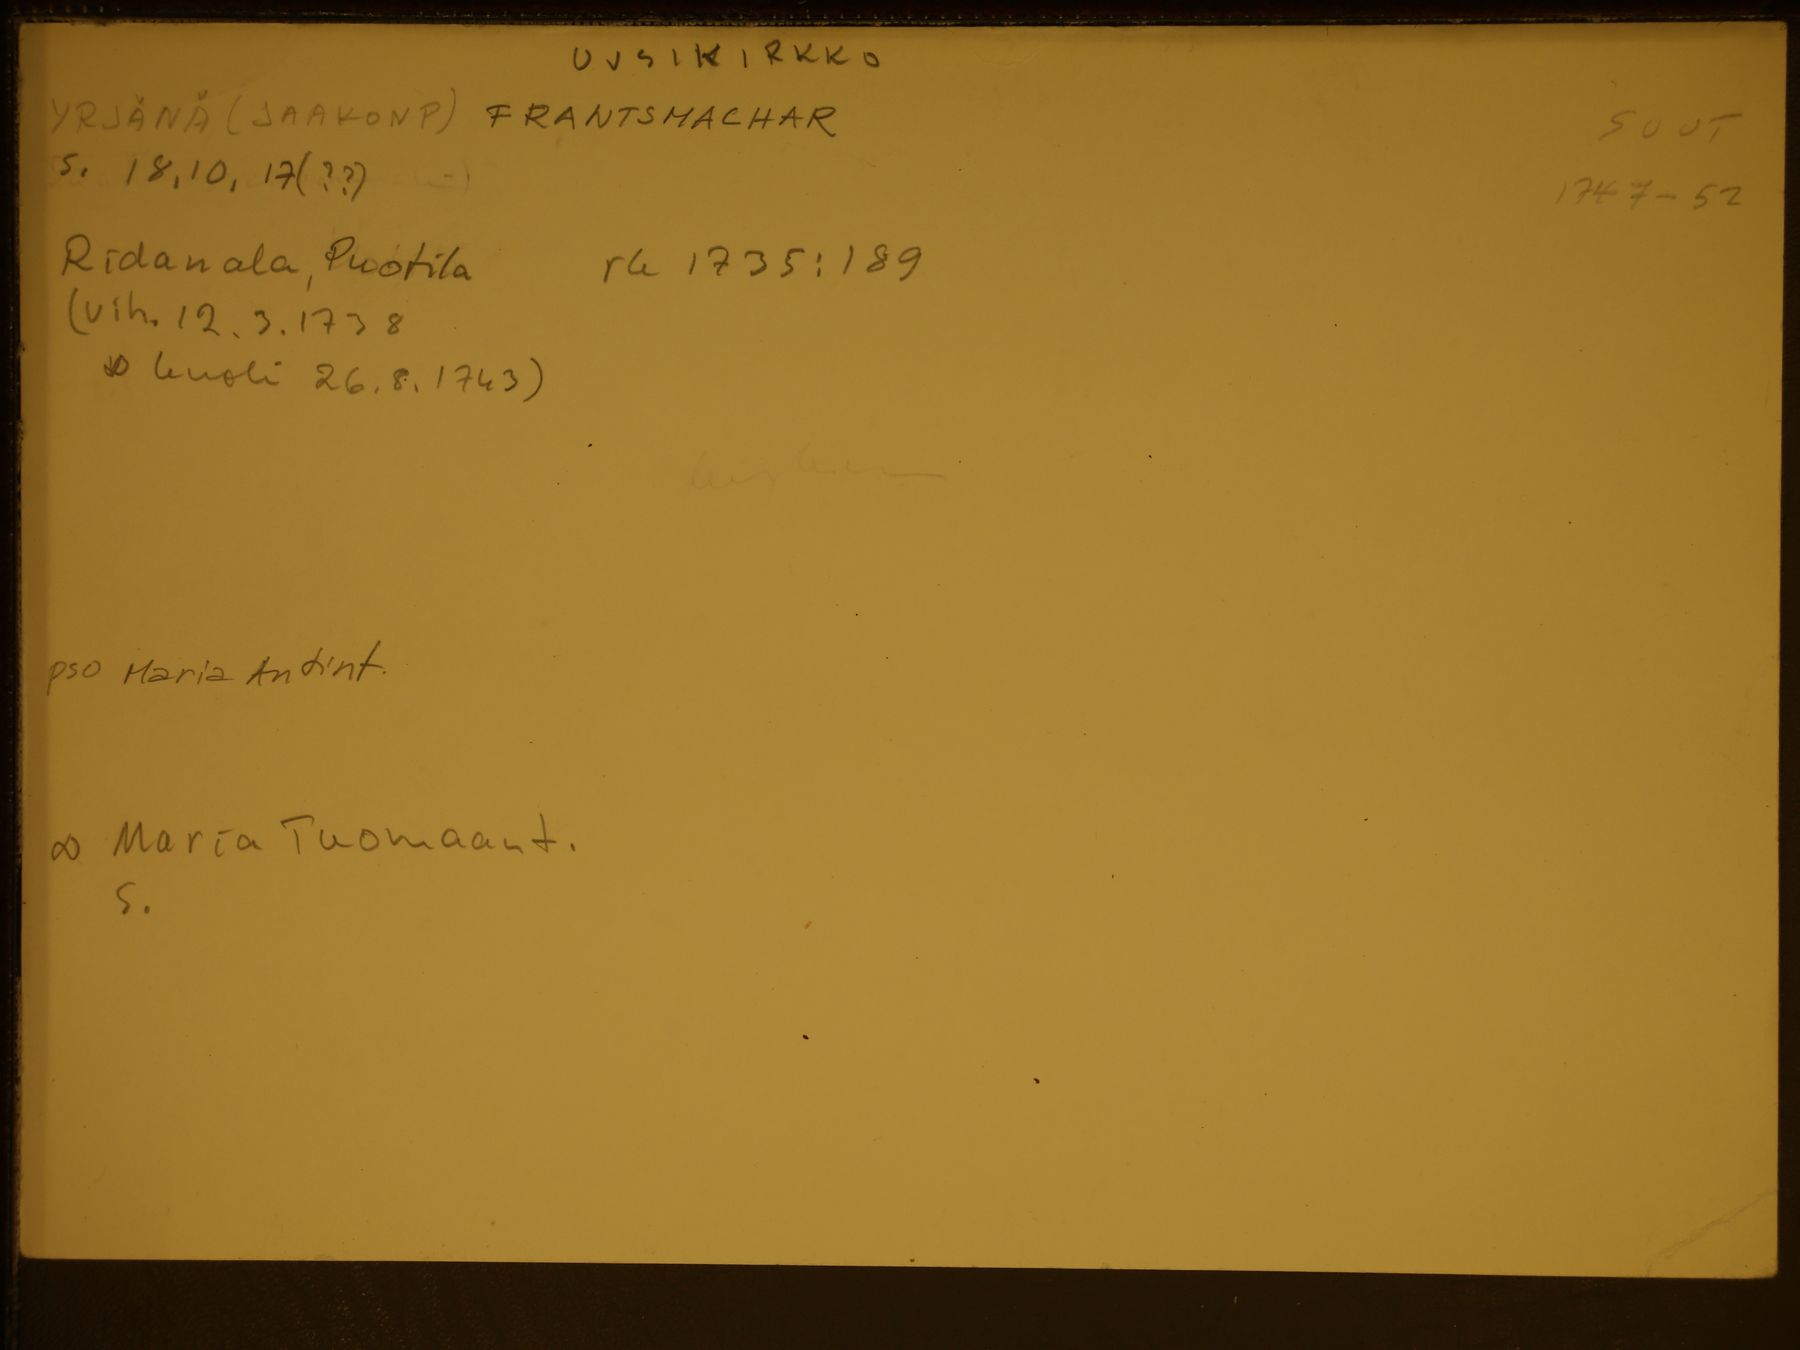 UUSIKIRKKO
YRJÄNÄ (JAAKONP) FRANTSMACHAR
SUUT
s. 18.10. 17(??)
1747-52
Ridanala, Puotila rk 1735:189
(vih. 12.3.1738
∞ kuoli 26.8.1743)
pso Maria Antint.
∞ Maria Tuomaant.
s.